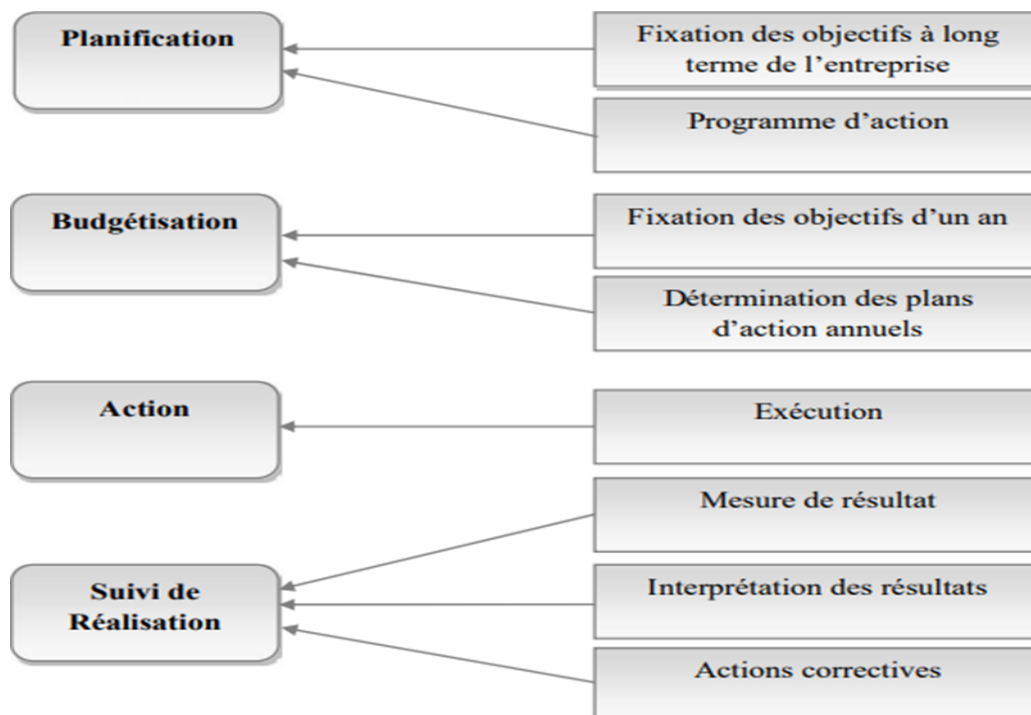 Planification
Fixation des objectifs à long
terme de l'entreprise
Programme d'action
Budgétisation
Fixation des objectifs d'un an
Détermination des plans
d'action annuels
Action
Exécution
Mesure de résultat
Suivi de
Réalisation
Interprétation des résultats
Actions correctives